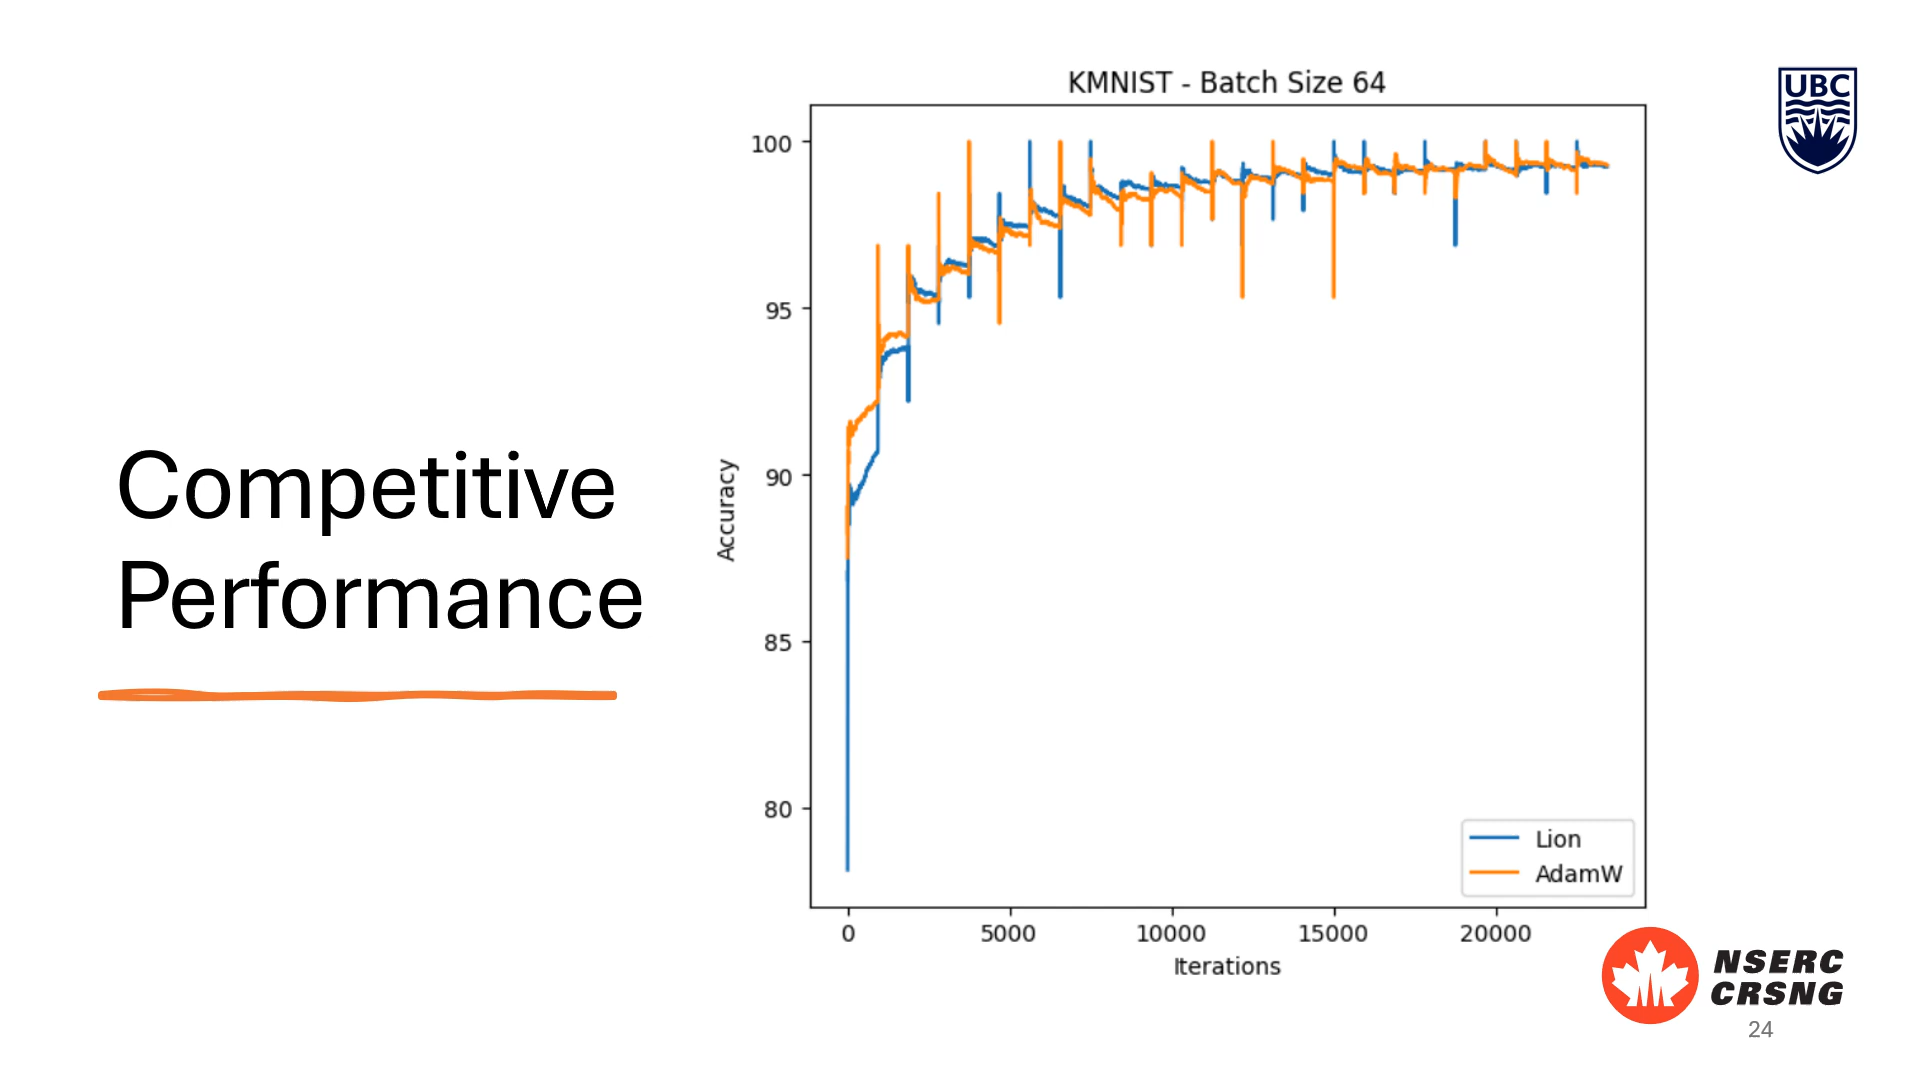 Competitive
Performance
KMNIST - Batch Size 64
Accuracy
100
95
90
85
80
0 5000 10000 15000 20000
Iterations
Lion
AdamW
UBC
NSERC
CRSNG
24